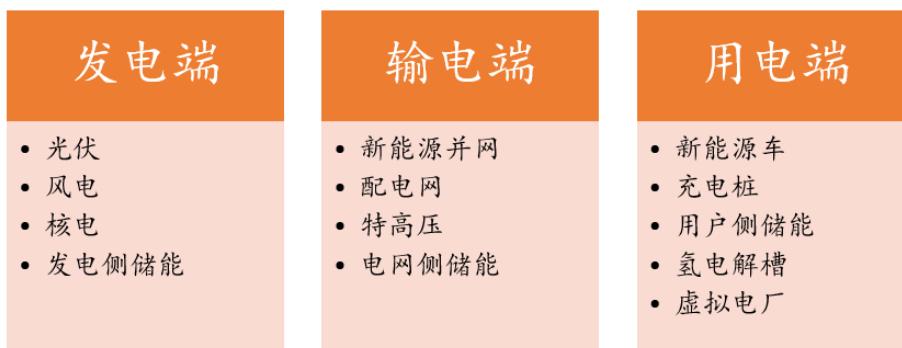 发电端
• 光伏
• 风电
• 核电
• 发电侧储能
输电端
• 新能源并网
• 配电网
• 特高压
• 电网侧储能
用电端
• 新能源车
• 充电桩
• 用户侧储能
• 氢电解槽
• 虚拟电厂